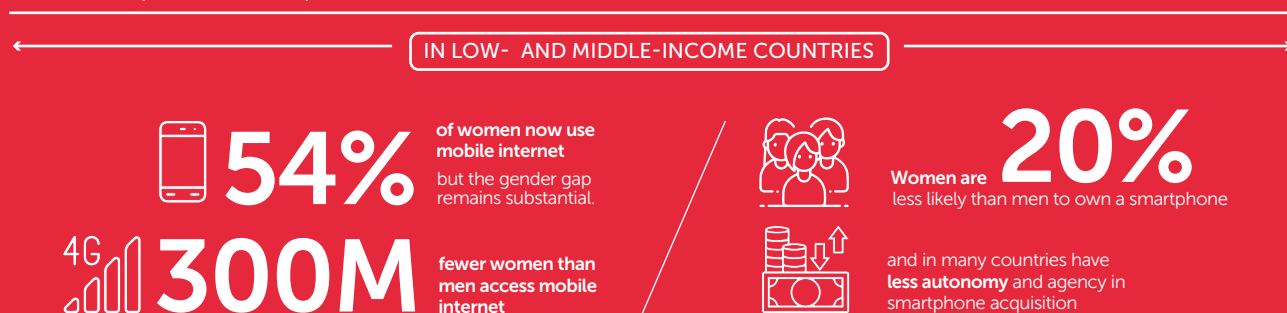 IN LOW- AND MIDDLE-INCOME COUNTRIES
54%
of women now use
mobile internet
but the gender gap
remains substantial.
4G
300M
fewer women than
men access mobile
internet
Women are 20%
less likely than men to own a smartphone
and in many countries have
less autonomy and agency in
smartphone acquisition